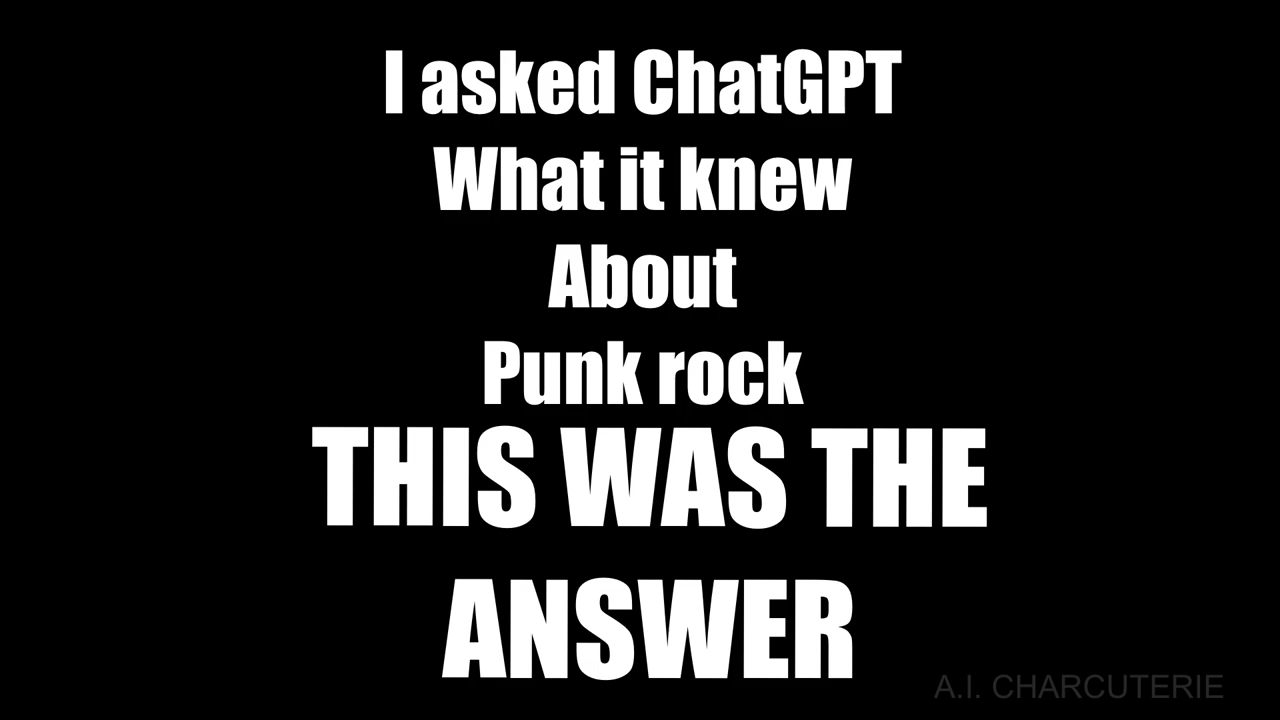 I asked ChatGPT
What it knew
About
Punk rock
THIS WAS THE
ANSWER
A.I. CHARCUTERIE